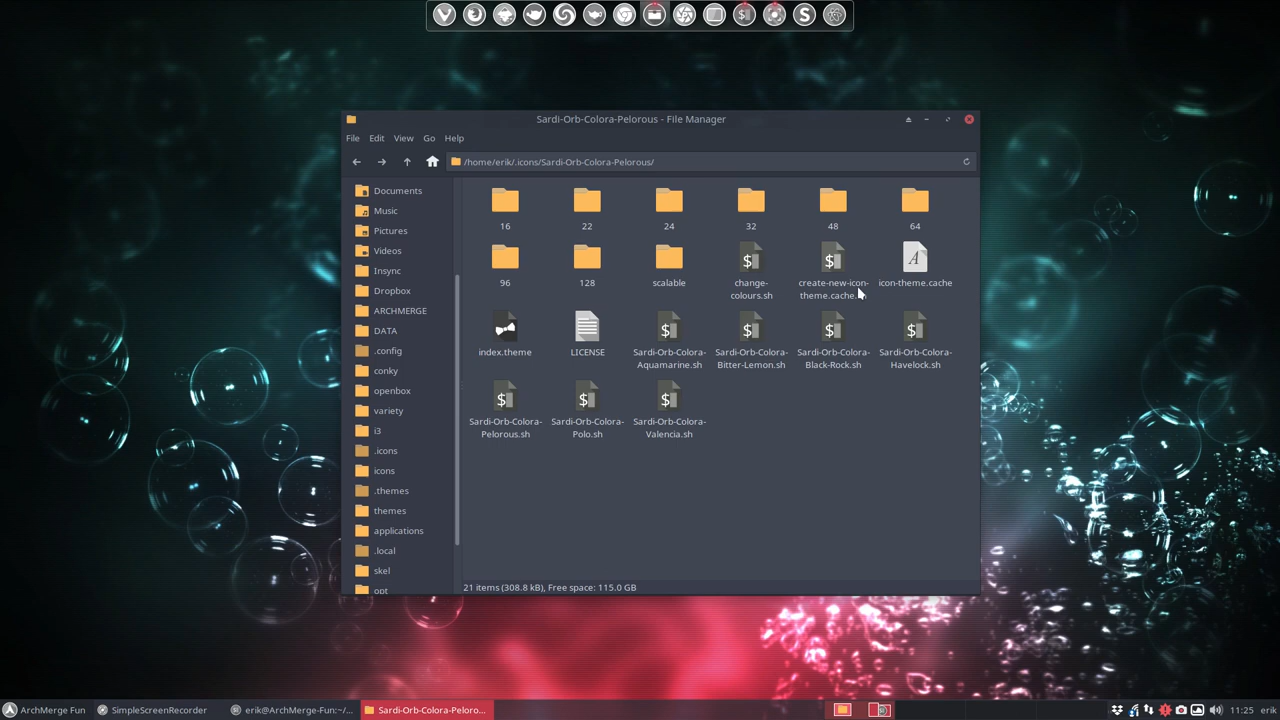 Sardi-Orb-Colora-Pelorous - File Manager
File Edit View Go Help
/home/erik/.icons/Sardi-Orb-Colora-Pelorous/
Documents
Music
Pictures
Videos
Insync
Dropbox
ARCHMERGE
DATA
.config
conky
openbox
variety
i3
.icons
icons
.themes
themes
applications
.local
skel
opt
16 22 24 32 48 64
96 128 scalable change-
colours.sh
create-new-icon-
theme.cache.sh
icon-theme.cache
index.theme LICENSE
Sardi-Orb-Colora-
Aquamarine.sh
Sardi-Orb-Colora-
Bitter-Lemon.sh
Sardi-Orb-Colora-
Black-Rock.sh
Sardi-Orb-Colora-
Havelock.sh
Sardi-Orb-Colora-
Pelorous.sh
Sardi-Orb-Colora-
Polo.sh
Sardi-Orb-Colora-
Valencia.sh
21 items (308.8 kB), Free space: 115.0 GB
ArchMerge Fun SimpleScreenRecorder erik@ArchMerge-Fun:~/... Sardi-Orb-Colora-Peloro... 11:25 erik